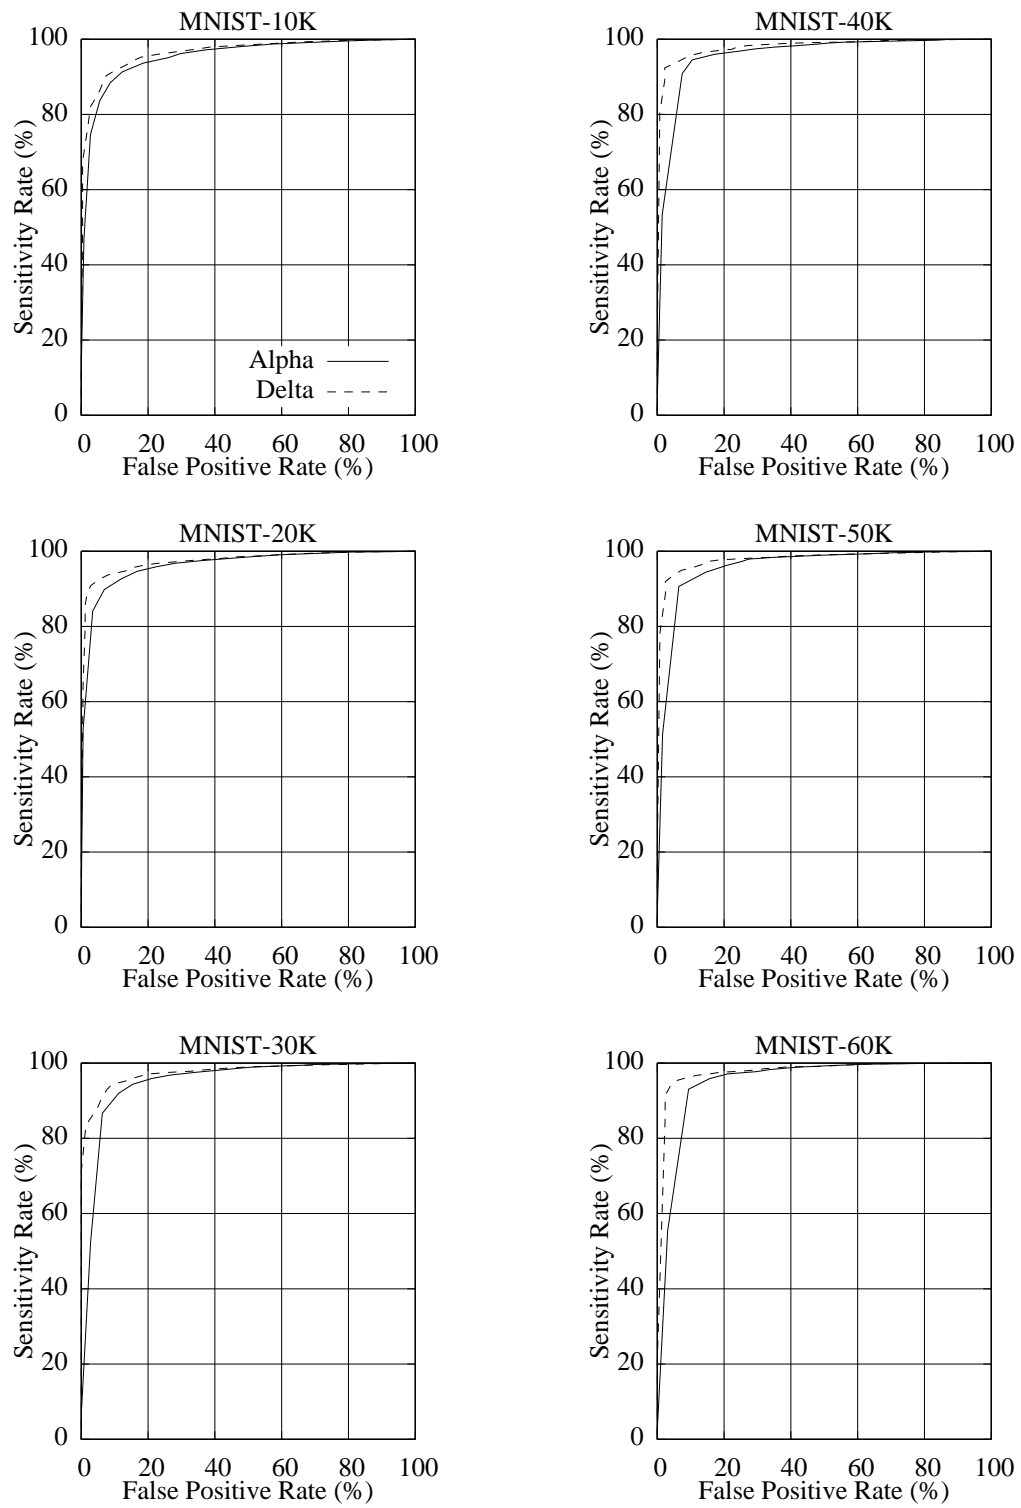 MNIST-10K
100
80
60
40
20
0
Sensitivity Rate (%)
Alpha
Delta
0 20 40 60 80 100
False Positive Rate (%)
MNIST-40K
100
80
60
40
20
0
Sensitivity Rate (%)
0 20 40 60 80 100
False Positive Rate (%)
MNIST-20K
100
80
60
40
20
0
Sensitivity Rate (%)
0 20 40 60 80 100
False Positive Rate (%)
MNIST-50K
100
80
60
40
20
0
Sensitivity Rate (%)
0 20 40 60 80 100
False Positive Rate (%)
MNIST-30K
100
80
60
40
20
0
Sensitivity Rate (%)
0 20 40 60 80 100
False Positive Rate (%)
MNIST-60K
100
80
60
40
20
0
Sensitivity Rate (%)
0 20 40 60 80 100
False Positive Rate (%)